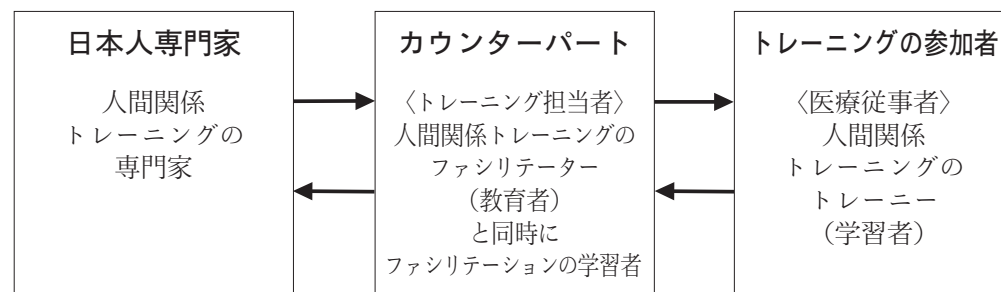 日本人専門家
人間関係
トレーニングの
専門家
カウンターパート
〈トレーニング担当者〉
人間関係トレーニングの
ファシリテーター
（教育者）
と同時に
ファシリテーションの学習者
トレーニングの参加者
〈医療従事者〉
人間関係
トレーニングの
トレーニー
（学習者）